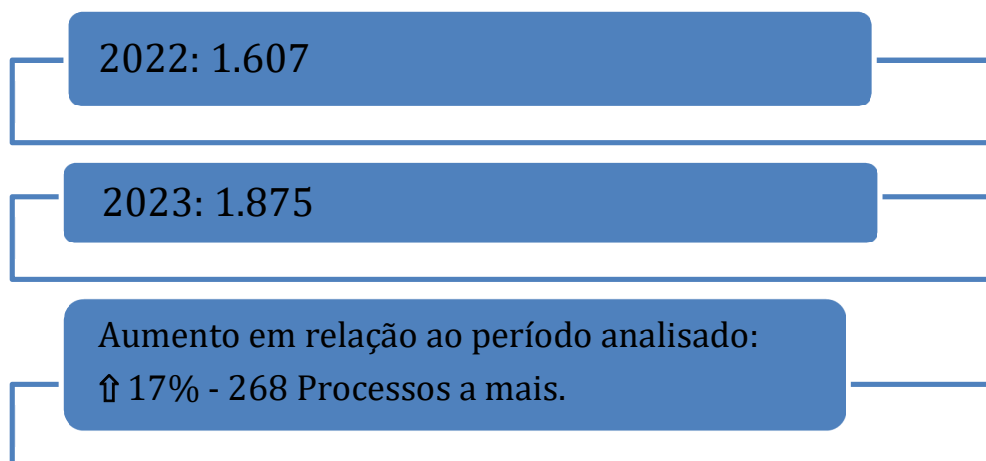 2022: 1.607
2023: 1.875
Aumento em relação ao período analisado:
⇧ 17% - 268 Processos a mais.